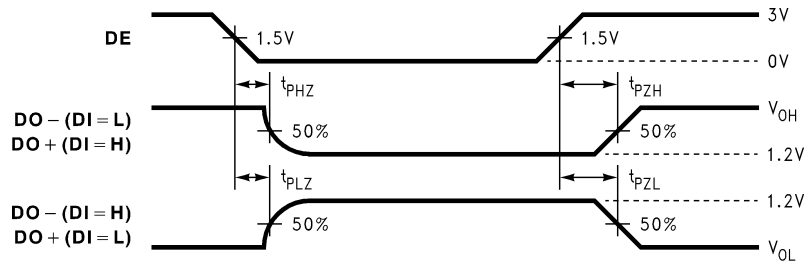 3V
DE
1.5V
1.5V
0V
tPHZ
tPZH
DO − (DI = L)
DO + (DI = H)
50%
50%
VOH
1.2V
tPLZ
tPZL
1.2V
DO − (DI = H)
DO + (DI = L)
50%
50%
VOL